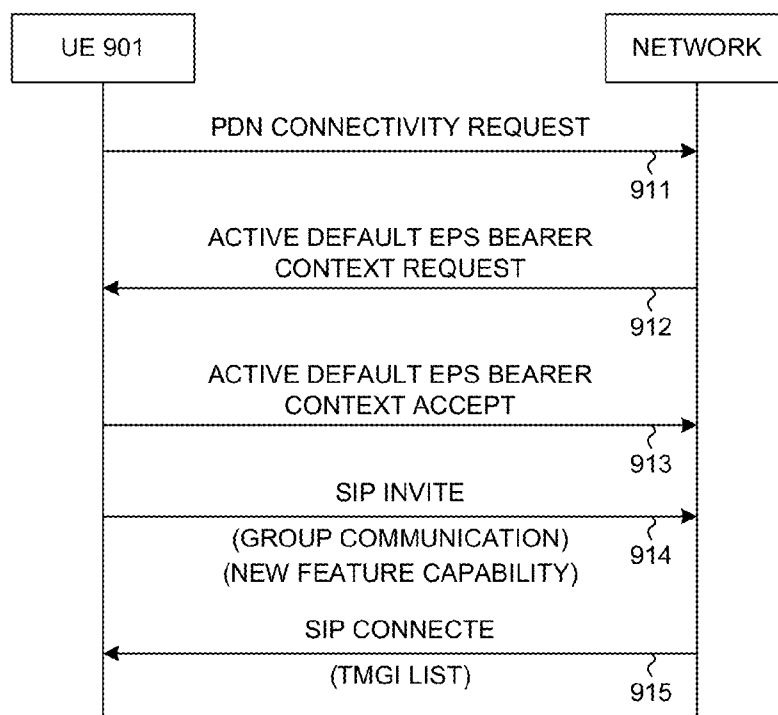 UE 901
NETWORK
PDN CONNECTIVITY REQUEST
911
ACTIVE DEFAULT EPS BEARER
CONTEXT REQUEST
912
ACTIVE DEFAULT EPS BEARER
CONTEXT ACCEPT
913
SIP INVITE
(GROUP COMMUNICATION)
914
(NEW FEATURE CAPABILITY)
SIP CONNECTE
(TMGI LIST)
915